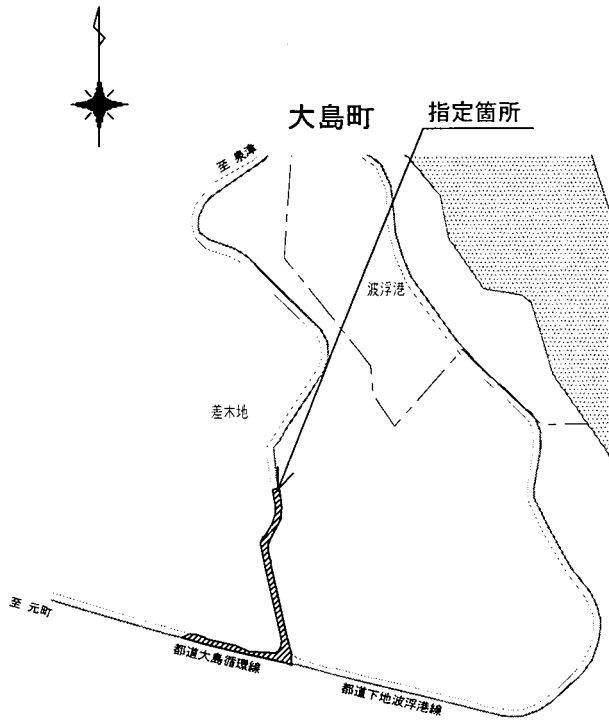 大島町
指定箇所
至 泉津
波浮港
差木地
至 元町
都道大島循環線
都道下地波浮港線